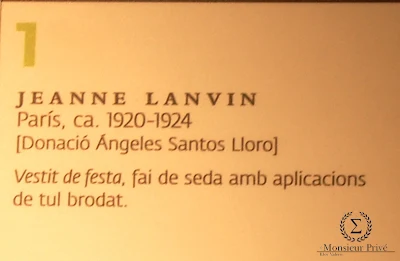 1
JEANNE LANVIN
París, ca. 1920-1924
[Donació Ángeles Santos Lloro]
Vestit de festa, fai de seda amb aplicacions
de tul brodat.
Σ
Monsieur Privé